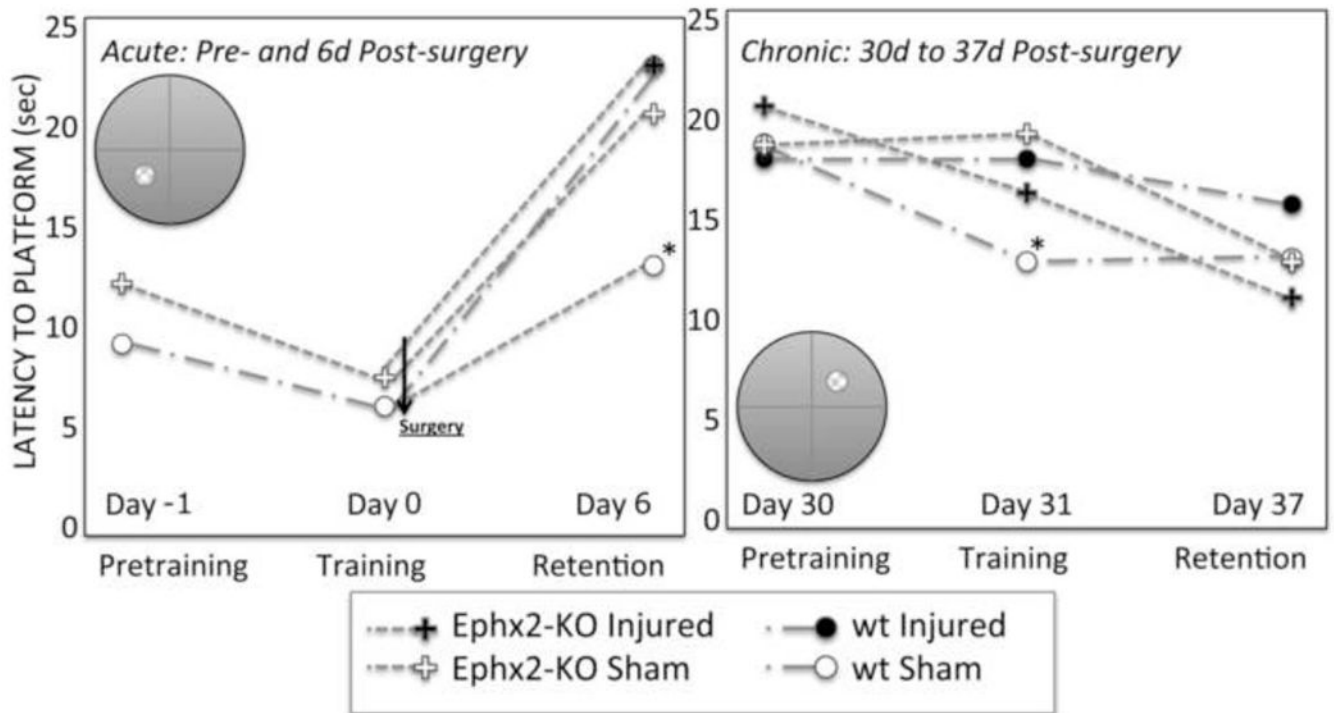 LATENCY TO PLATFORM (sec)
25
20
15
10
5
0
Acute: Pre- and 6d Post-surgery
*
Surgery
Day -1 Day 0 Day 6
Pretraining Training Retention
25
20
15
10
5
0
Chronic: 30d to 37d Post-surgery
*
Day 30 Day 31 Day 37
Pretraining Training Retention
Ephx2-KO Injured wt Injured
Ephx2-KO Sham wt Sham